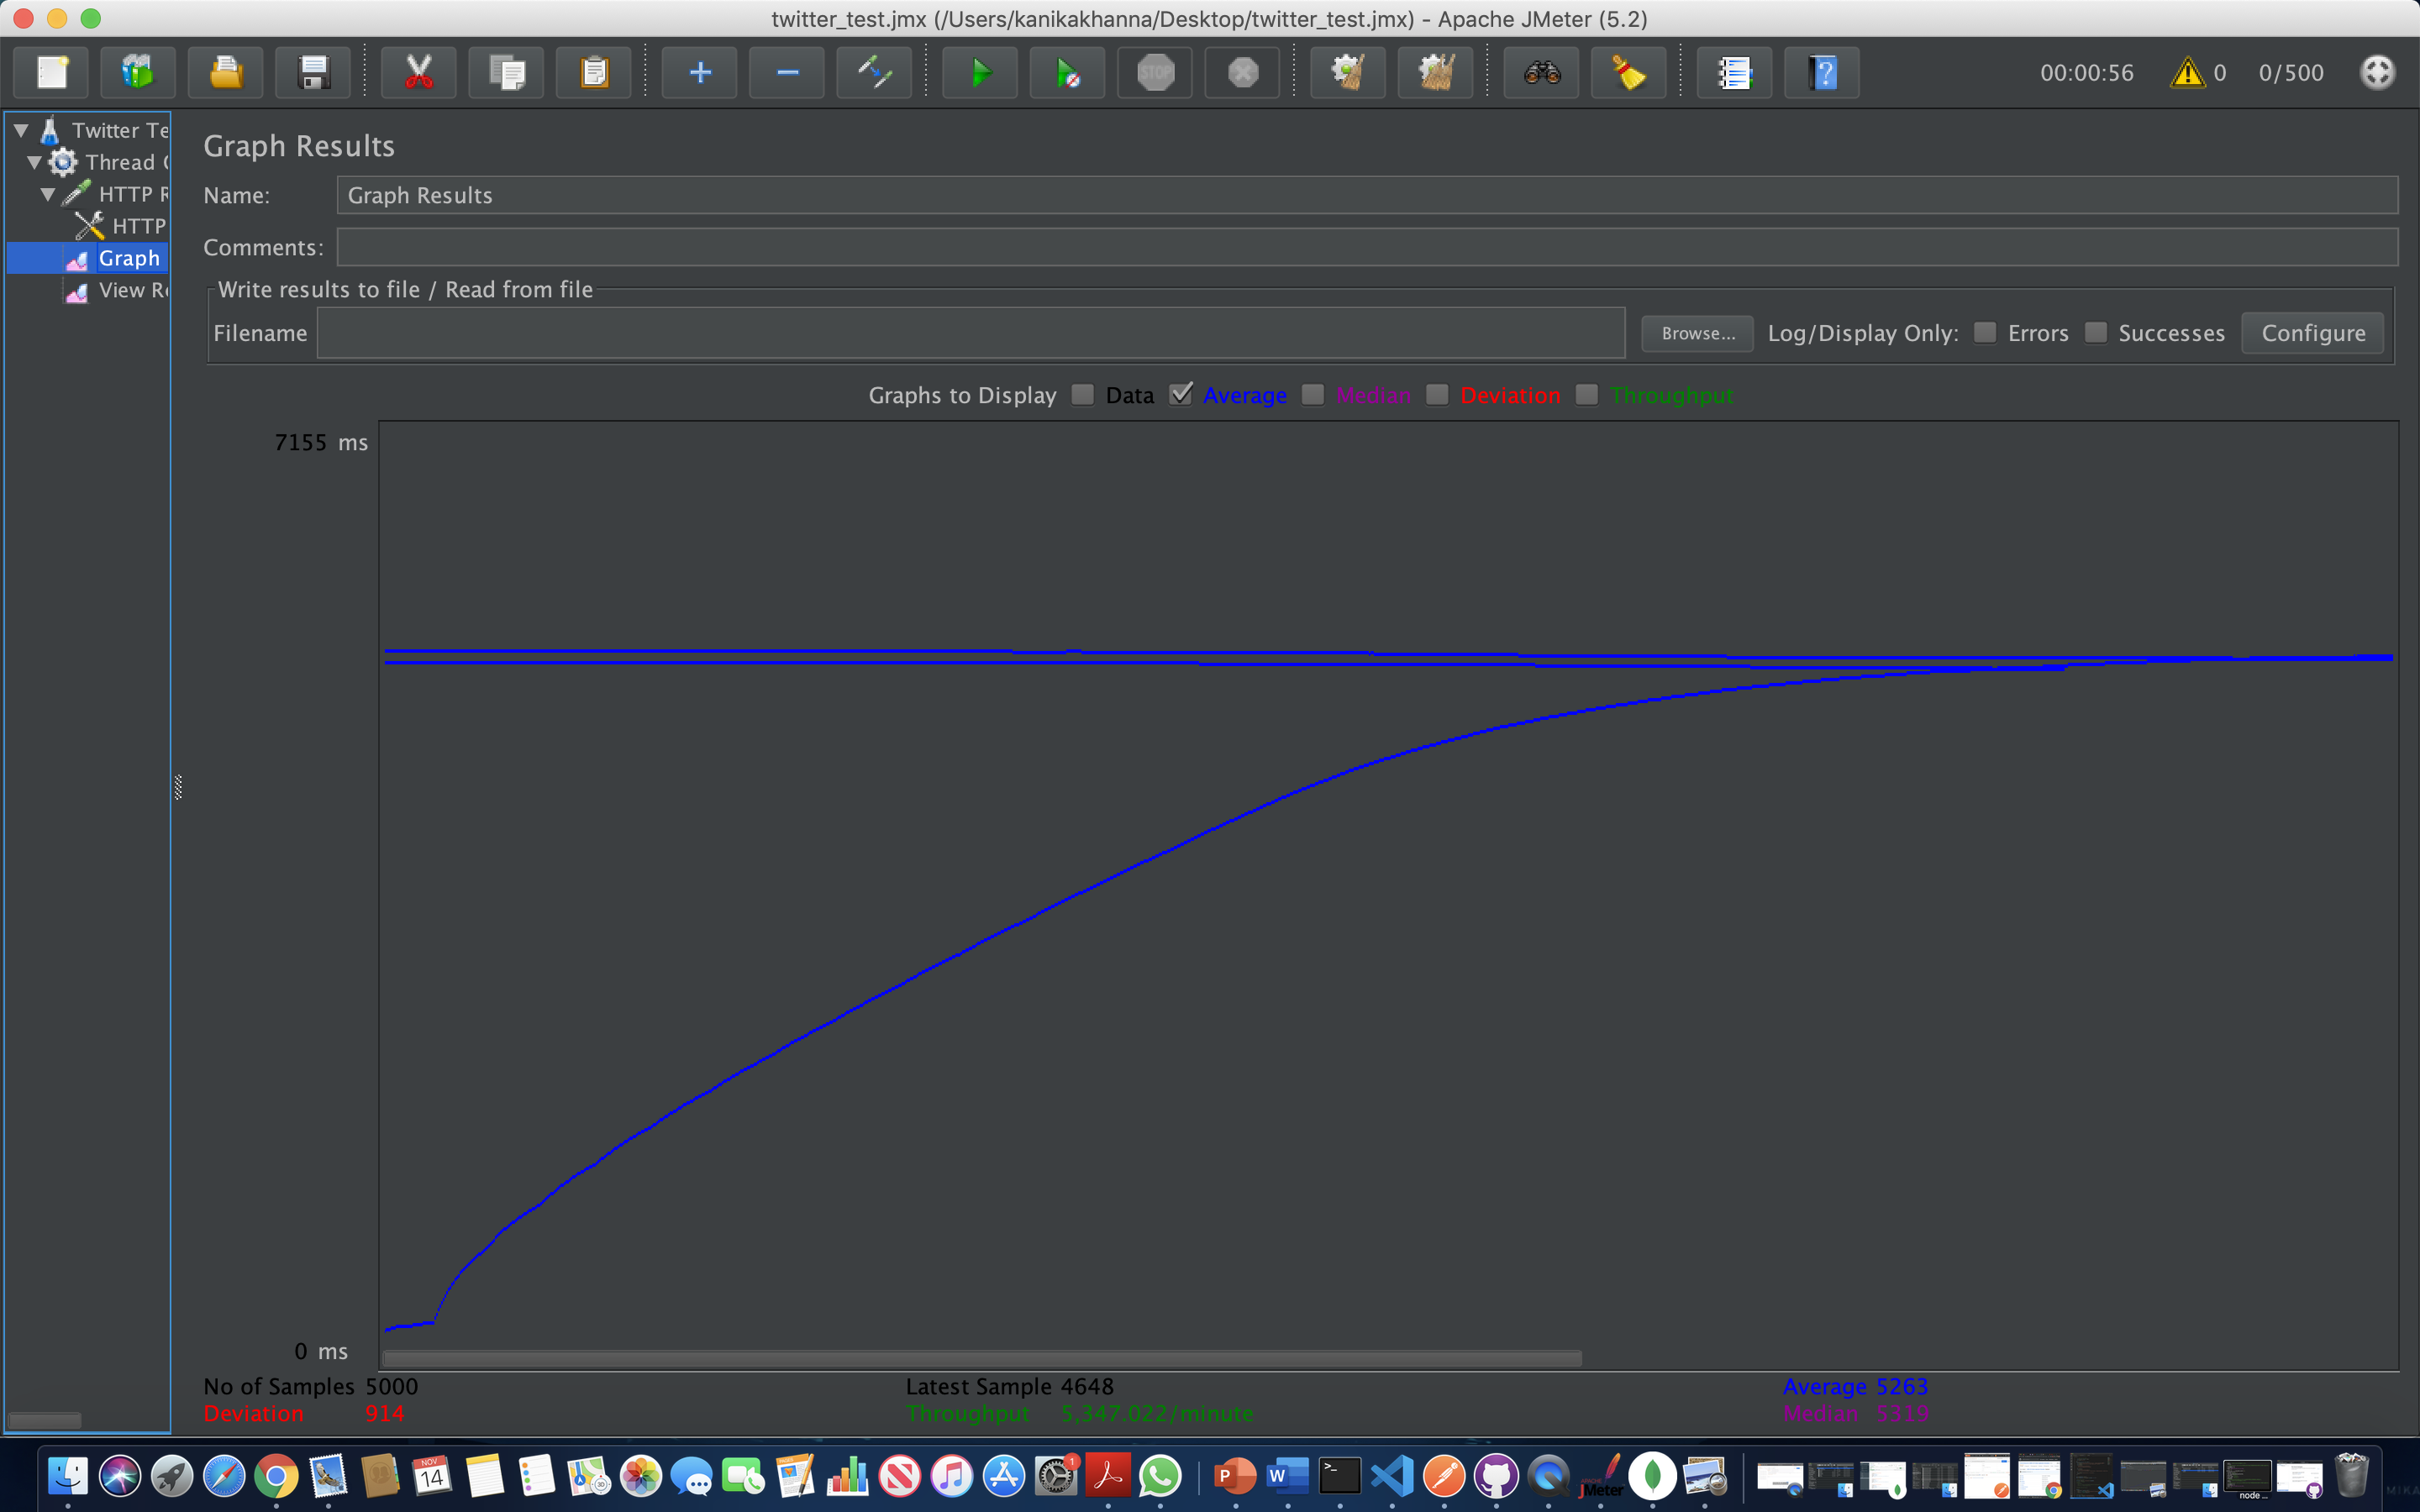 twitter_test.jmx (/Users/kanikakhanna/Desktop/twitter_test.jmx) - Apache JMeter (5.2)
STOP
00:00:56 0 0/500
Twitter Te
Thread
HTTP R
HTTP
Graph
View Re
Graph Results
Name: Graph Results
Comments:
Write results to file / Read from file
Filename Browse... Log/Display Only: Errors Successes Configure
Graphs to Display Data Average Median Deviation Throughput
7155 ms
0 ms
No of Samples 5000 Latest Sample 4648 Average 5263
Deviation 914 Throughput 5,347.022/minute Median 5319
NOV
14
1
P W
APACHE
JMeter
node